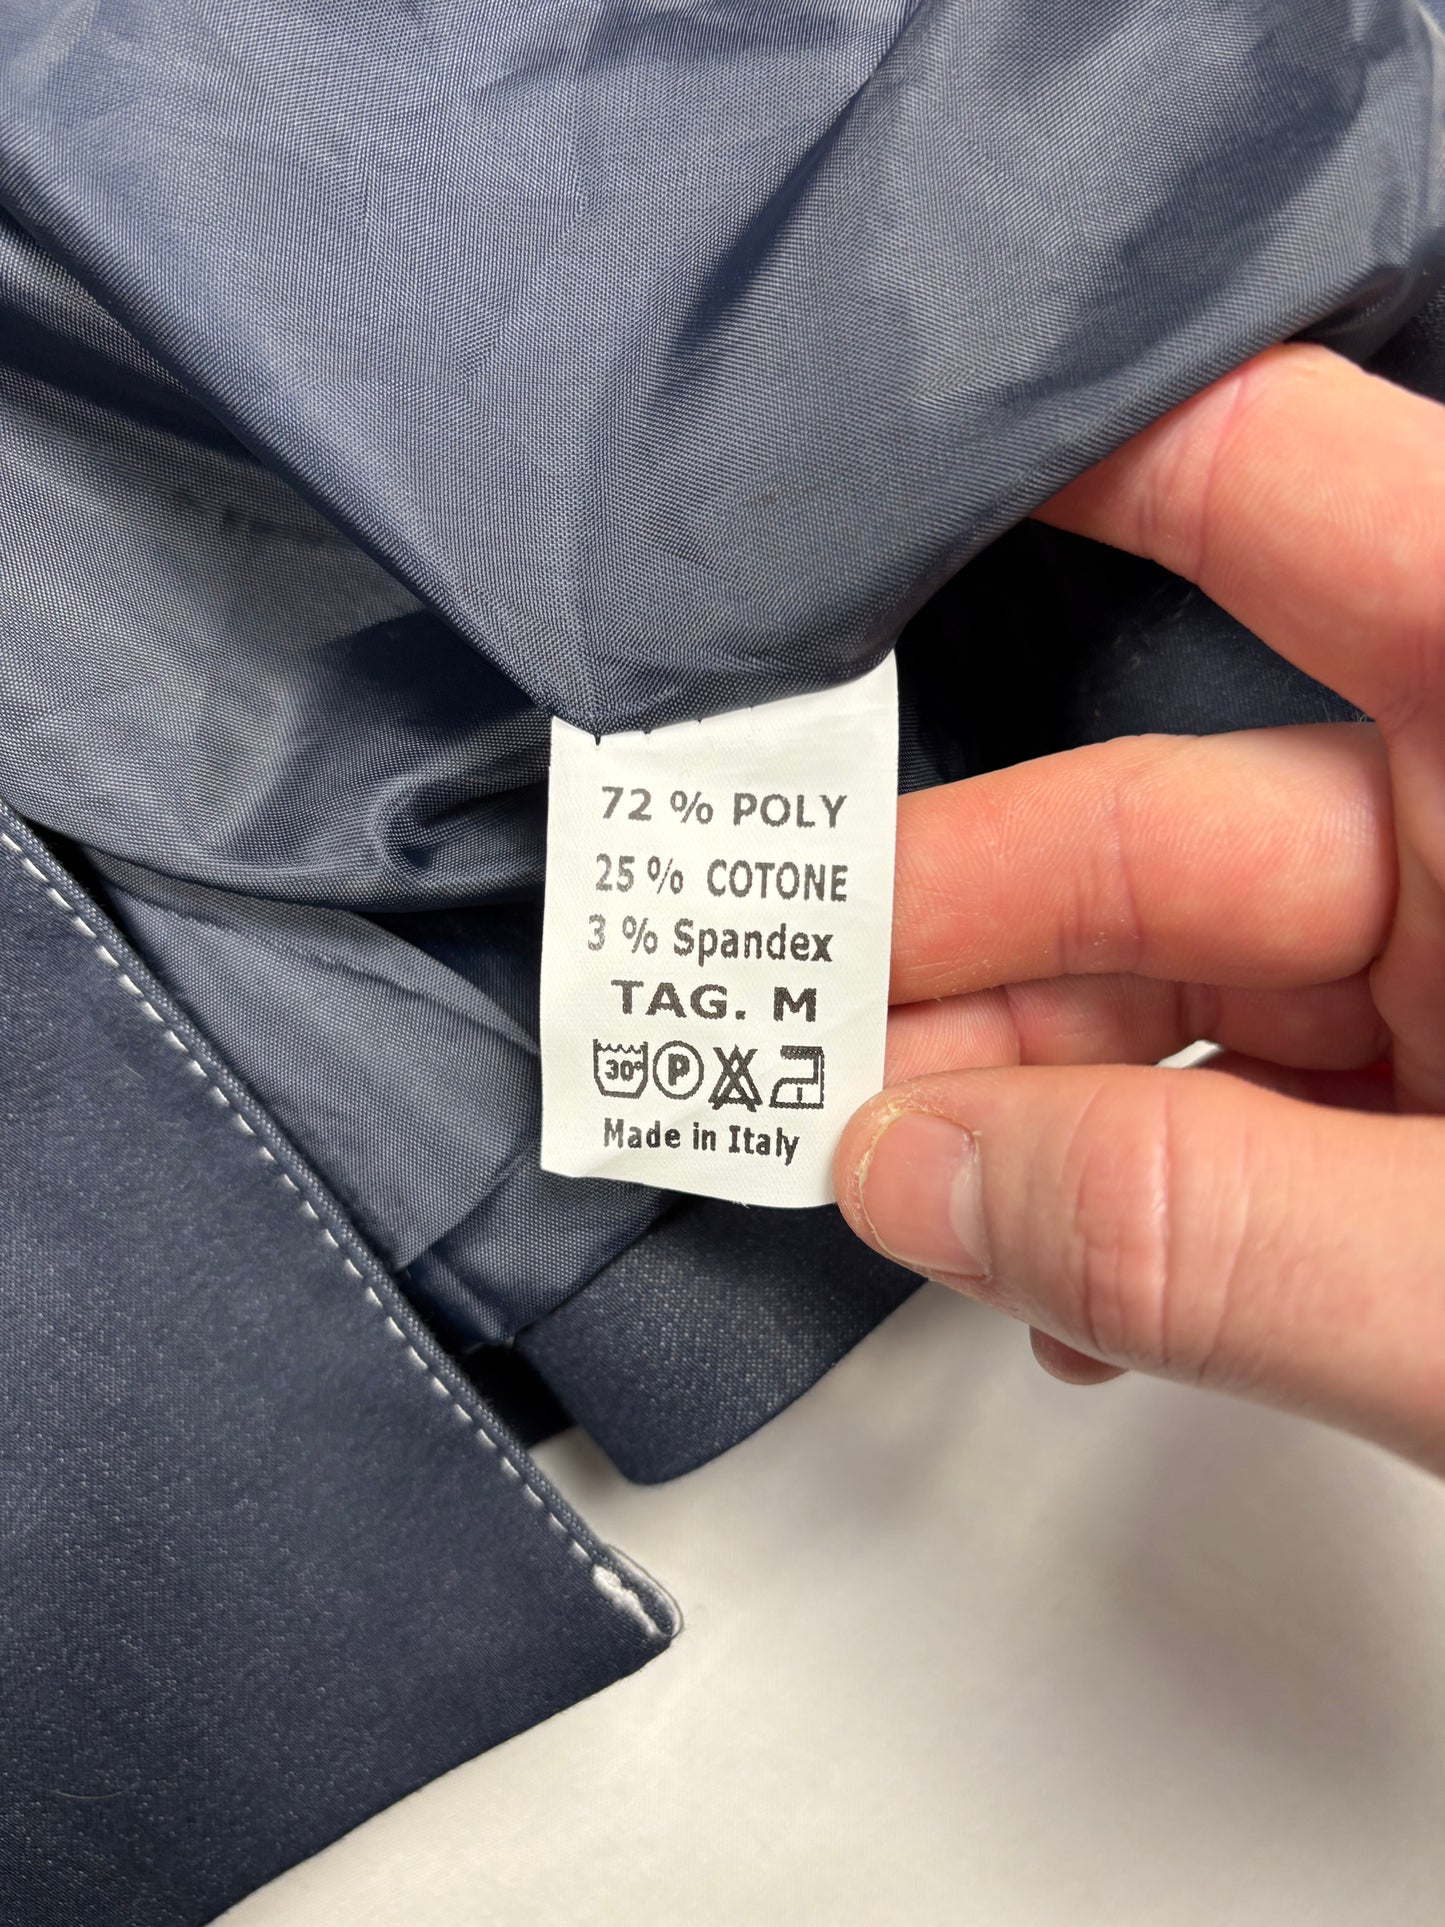 72 % POLY
25 % COTONE
3 % Spandex
TAG. M
30° P
Made in Italy